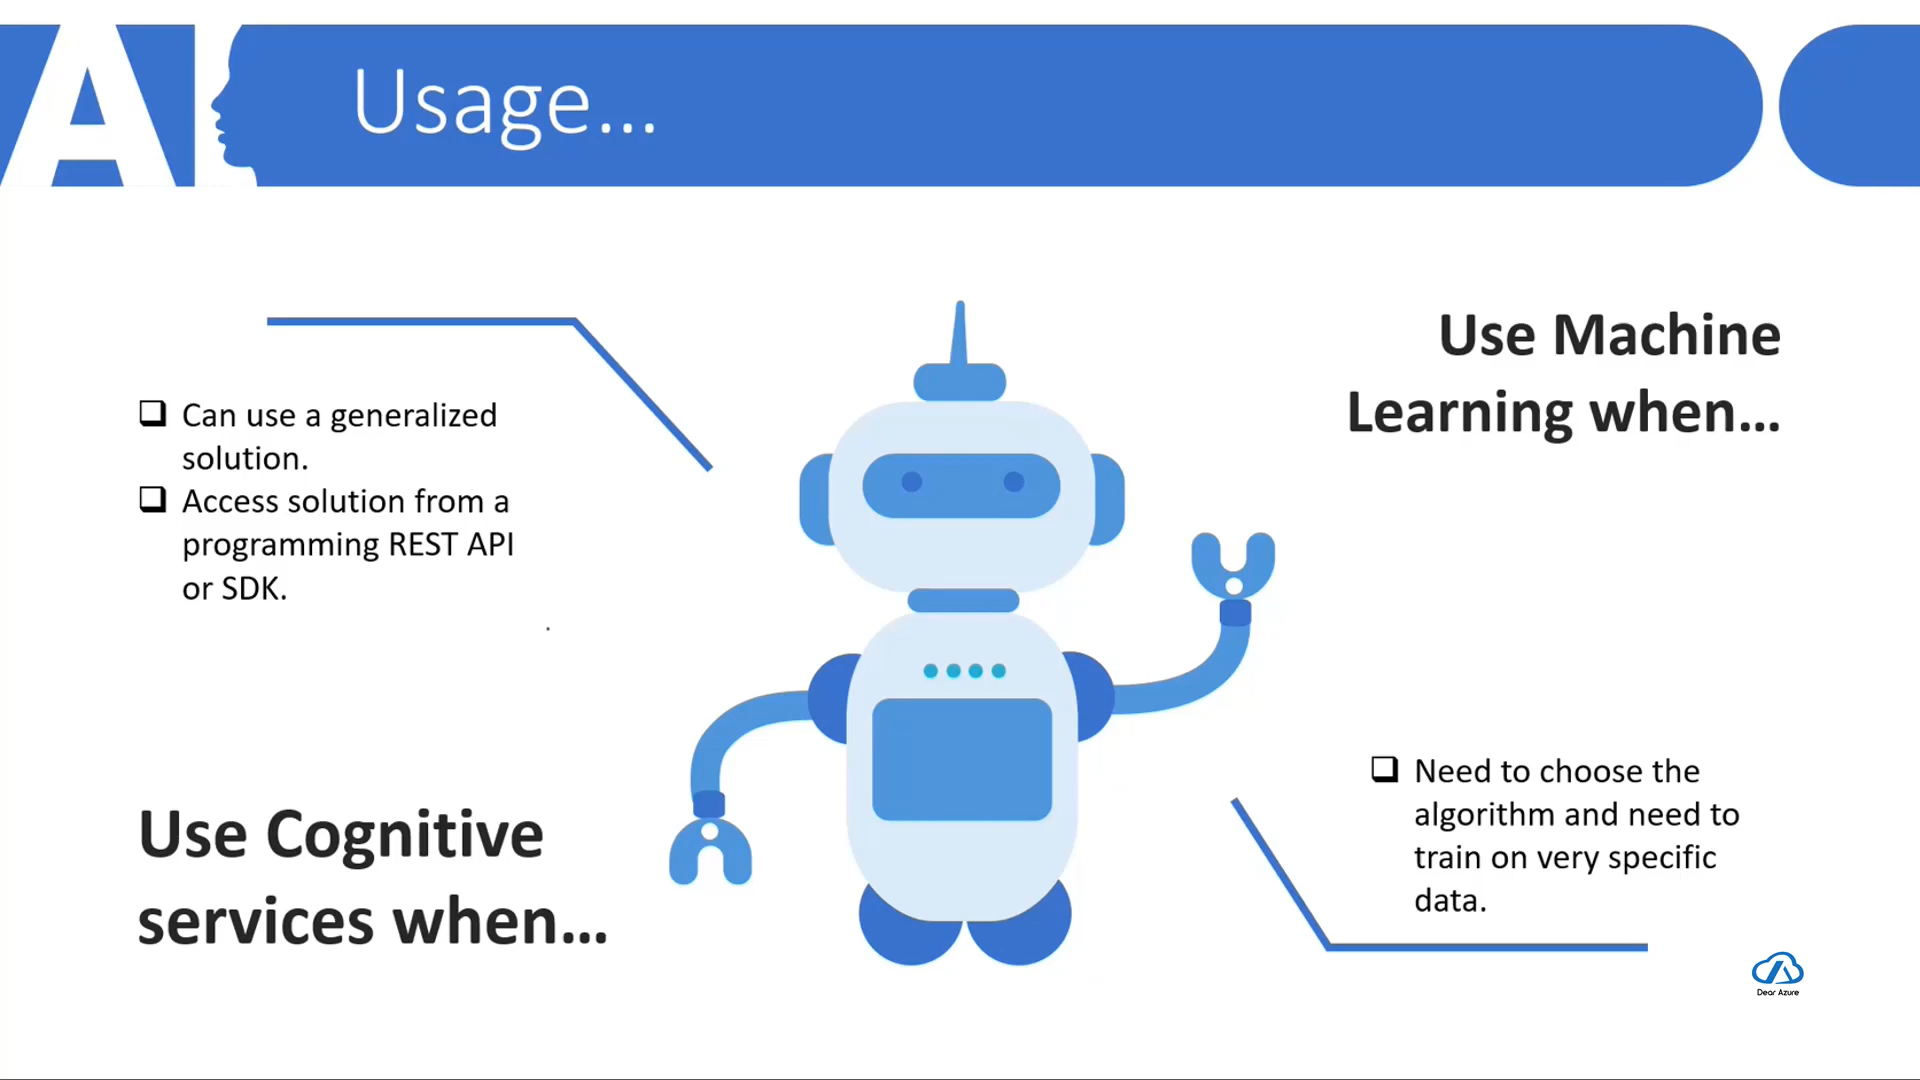 AI
Usage...
Can use a generalized
solution.
Access solution from a
programming REST API
or SDK.
Use Cognitive
services when...
Use Machine
Learning when...
Need to choose the
algorithm and need to
train on very specific
data.
Dear Azure